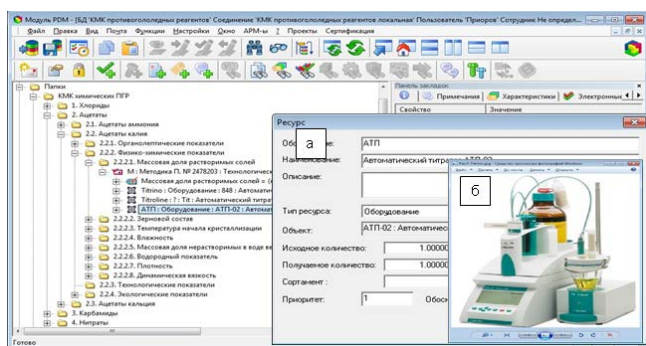 Модуль PDM - [БД 'КМК противогололедных реагентов' Соединение 'КМК противогололедных реагентов локальная' Пользователь 'Приоров' Сотрудник 'Не определ...
Файл Правка Вид Почта Функции Настройки Окно АРМ-ы ? Проекты Сертификация
Папки
КМК химических ПГР
1. Хлориды
2. Ацетаты
2.1. Ацетаты аммония
2.2. Ацетаты калия
2.2.1. Органолептические показатели
2.2.2. Физико-химические показатели
2.2.2.1. Массовая доля растворимых солей
М : Методика П. № 2478203 : Технологическ
Массовая доля растворимых солей = (
Titrino : Оборудование : 848 : Автомати
Titroline : ? : Tit : Автоматический титра
АТП : Оборудование : АТП-02 : Автомат
2.2.2.2. Зерновой состав
2.2.2.3. Температура начала кристаллизации
2.2.2.4. Влажность
2.2.2.5. Массовая доля нерастворимых в воде ве
2.2.2.6. Водородный показатель
2.2.2.7. Плотность
2.2.2.8. Динамическая вязкость
2.2.3. Технологические показатели
2.2.4. Экологические показатели
2.3. Ацетаты кальция
3. Карбамиды
4. Нитраты
Готово
Панель закладок:
Примечания Характеристики Электронные
Свойство Значение
Ресурс
а
АТП
Наименование: Автоматический титратор АТП-02
Описание:
Тип ресурса: Оборудование
Объект: АТП-02 : Автоматичес
Исходное количество: 1.00000
Получаемое количество: 1.00000
Сортамент :
Приоритет: 1 Обосн
б